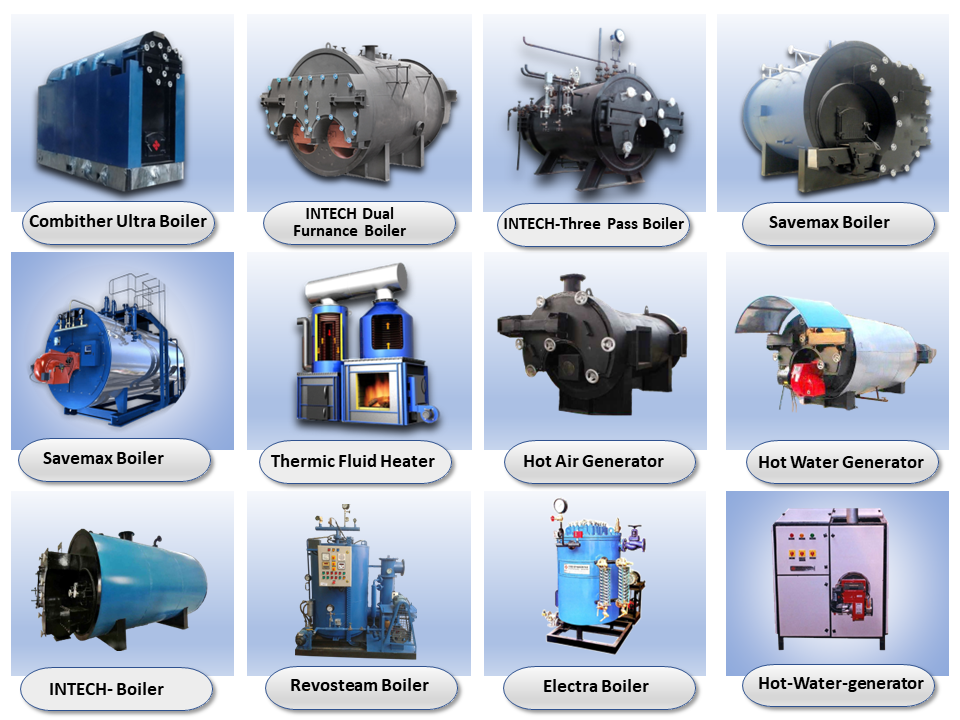 Combither Ultra Boiler
INTECH Dual
Furnance Boiler
INTECH-Three Pass Boiler
Savemax Boiler
Savemax Boiler
Thermic Fluid Heater
Hot Air Generator
Hot Water Generator
INTECH- Boiler
Revosteam Boiler
Electra Boiler
Hot-Water-generator